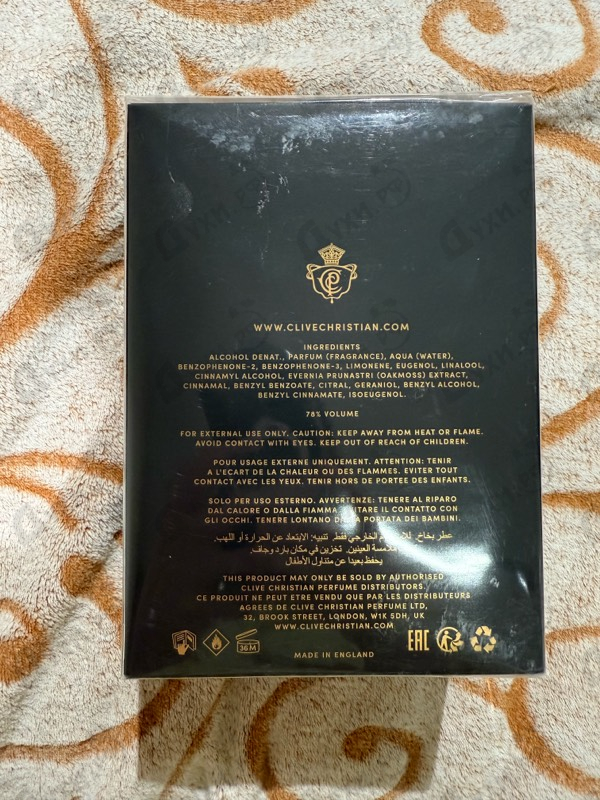 WWW.CLIVECHRISTIAN.COM
INGREDIENTS
ALCOHOL DENAT., PARFUM (FRAGRANCE), AQUA (WATER),
BENZOPHENONE-2, BENZOPHENONE-3, LIMONENE, EUGENOL, LINALOOL,
CINNAMYL ALCOHOL, EVERNIA PRUNASTRI (OAKMOSS) EXTRACT,
CINNAMAL, BENZYL BENZOATE, CITRAL, GERANIOL, BENZYL ALCOHOL,
BENZYL CINNAMATE, ISOEUGENOL.
78% VOLUME
FOR EXTERNAL USE ONLY. CAUTION: KEEP AWAY FROM HEAT OR FLAME.
AVOID CONTACT WITH EYES. KEEP OUT OF REACH OF CHILDREN.
POUR USAGE EXTERNE UNIQUEMENT. ATTENTION: TENIR
A L'ECART DE LA CHALEUR OU DES FLAMMES. EVITER TOUT
CONTACT AVEC LES YEUX. TENIR HORS DE PORTEE DES ENFANTS.
SOLO PER USO ESTERNO. AVVERTENZE: TENERE AL RIPARO
DAL CALORE O DALLA FIAMMA. EVITARE IL CONTATTO CON
GLI OCCHI. TENERE LONTANO DALLA PORTATA DEI BAMBINI.
عطر بخاخ. الخارجي فقط. تنبيه: الابتعاد عن الحرارة أو اللهب.
ملامسة العينين. تخزين في مكان بارد وجاف.
يحفظ بعيدا عن متناول الأطفال
THIS PRODUCT MAY ONLY BE SOLD BY AUTHORISED
CLIVE CHRISTIAN PERFUME DISTRIBUTORS.
CE PRODUIT NE PEUT ETRE VENDU QUE PAR LES DISTRIBUTEURS
AGREES DE CLIVE CHRISTIAN PERFUME LTD,
32, BROOK STREET, LONDON, W1K 5DH, UK
WWW.CLIVECHRISTIAN.COM
36M
EAC
MADE IN ENGLAND
Духи.рф
Духи.рф
Духи.рф